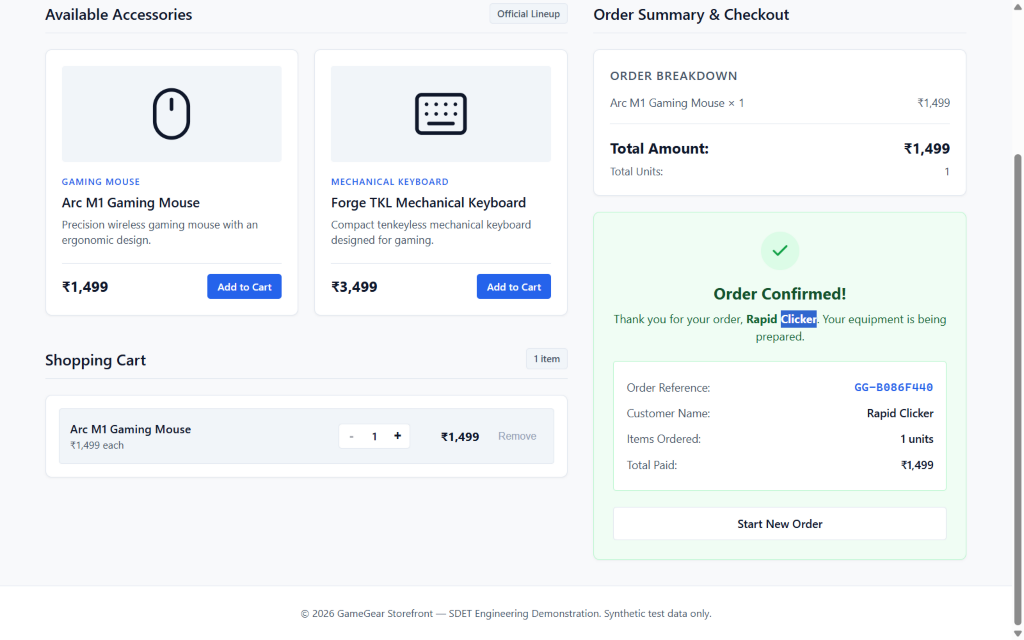 Available Accessories
Official Lineup
GAMING MOUSE
Arc M1 Gaming Mouse
Precision wireless gaming mouse with an
ergonomic design.
₹1,499
Add to Cart
MECHANICAL KEYBOARD
Forge TKL Mechanical Keyboard
Compact tenkeyless mechanical keyboard
designed for gaming.
₹3,499
Add to Cart
Shopping Cart
1 item
Arc M1 Gaming Mouse
₹1,499 each
- 1 +
₹1,499
Remove
Order Summary & Checkout
ORDER BREAKDOWN
Arc M1 Gaming Mouse × 1 ₹1,499
Total Amount: ₹1,499
Total Units: 1
Order Confirmed!
Thank you for your order, Rapid Clicker. Your equipment is being
prepared.
Order Reference: GG-B086F440
Customer Name: Rapid Clicker
Items Ordered: 1 units
Total Paid: ₹1,499
Start New Order
© 2026 GameGear Storefront — SDET Engineering Demonstration. Synthetic test data only.